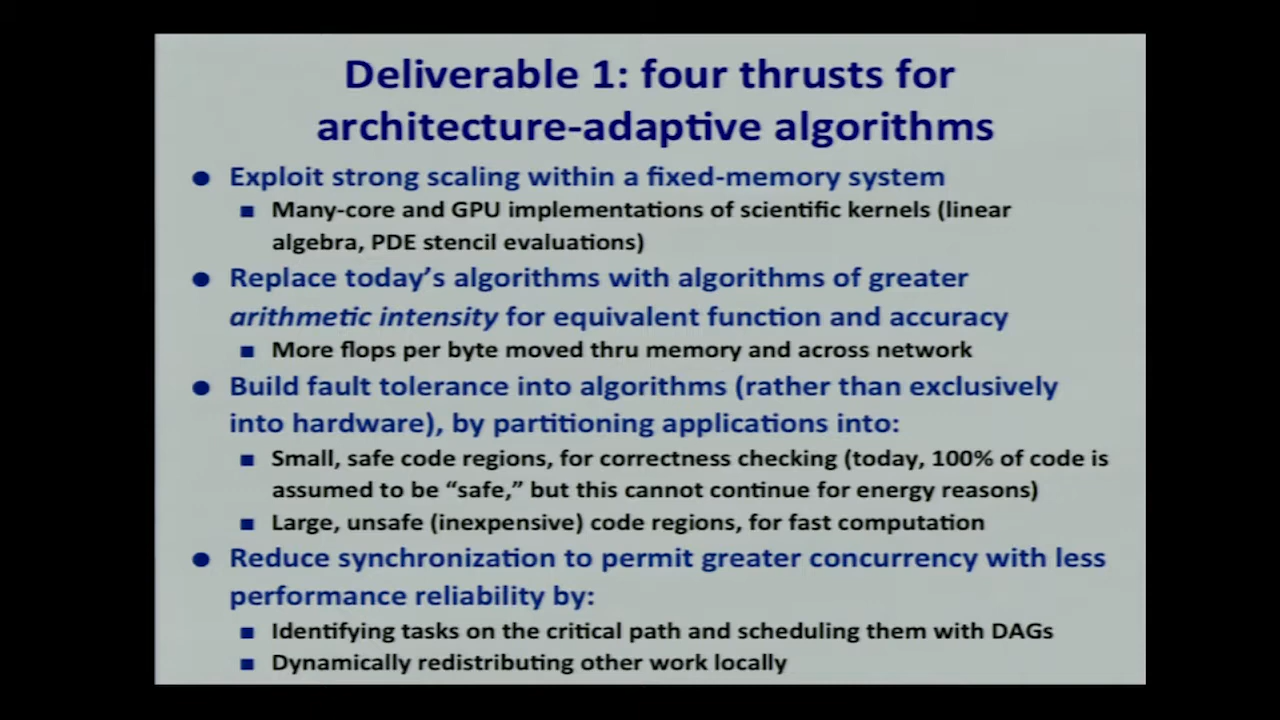 Deliverable 1: four thrusts for
architecture-adaptive algorithms
● Exploit strong scaling within a fixed-memory system
■ Many-core and GPU implementations of scientific kernels (linear
algebra, PDE stencil evaluations)
● Replace today’s algorithms with algorithms of greater
arithmetic intensity for equivalent function and accuracy
■ More flops per byte moved thru memory and across network
● Build fault tolerance into algorithms (rather than exclusively
into hardware), by partitioning applications into:
■ Small, safe code regions, for correctness checking (today, 100% of code is
assumed to be “safe,” but this cannot continue for energy reasons)
■ Large, unsafe (inexpensive) code regions, for fast computation
● Reduce synchronization to permit greater concurrency with less
performance reliability by:
■ Identifying tasks on the critical path and scheduling them with DAGs
■ Dynamically redistributing other work locally